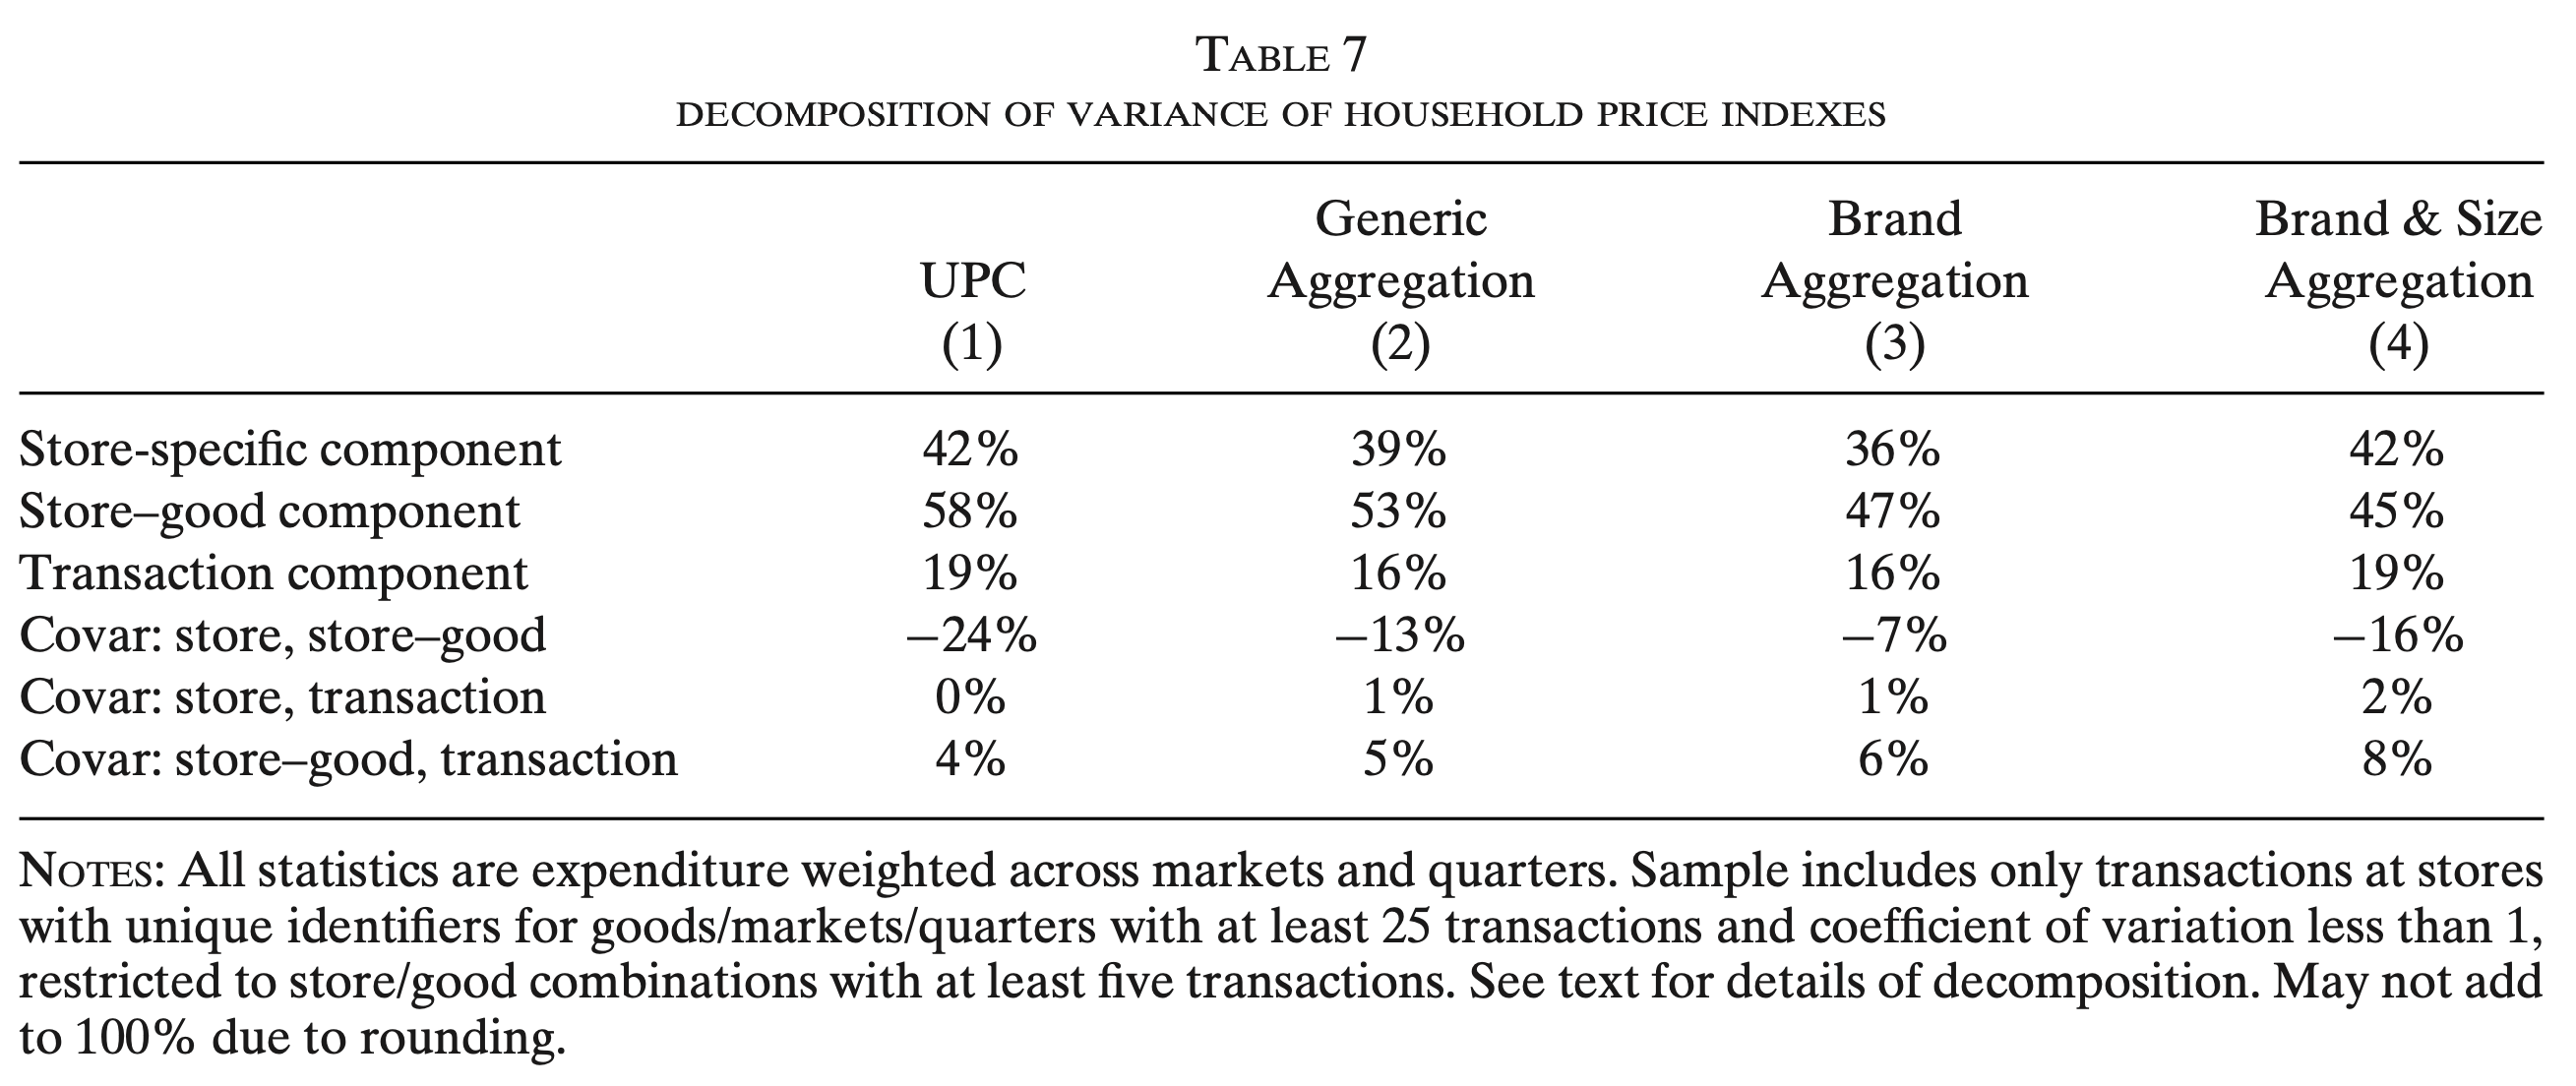 Table 7
DECOMPOSITION OF VARIANCE OF HOUSEHOLD PRICE INDEXES
Generic Brand Brand & Size
UPC Aggregation Aggregation Aggregation
(1) (2) (3) (4)
Store-specific component 42% 39% 36% 42%
Store–good component 58% 53% 47% 45%
Transaction component 19% 16% 16% 19%
Covar: store, store–good −24% −13% −7% −16%
Covar: store, transaction 0% 1% 1% 2%
Covar: store–good, transaction 4% 5% 6% 8%
Notes: All statistics are expenditure weighted across markets and quarters. Sample includes only transactions at stores
with unique identifiers for goods/markets/quarters with at least 25 transactions and coefficient of variation less than 1,
restricted to store/good combinations with at least five transactions. See text for details of decomposition. May not add
to 100% due to rounding.